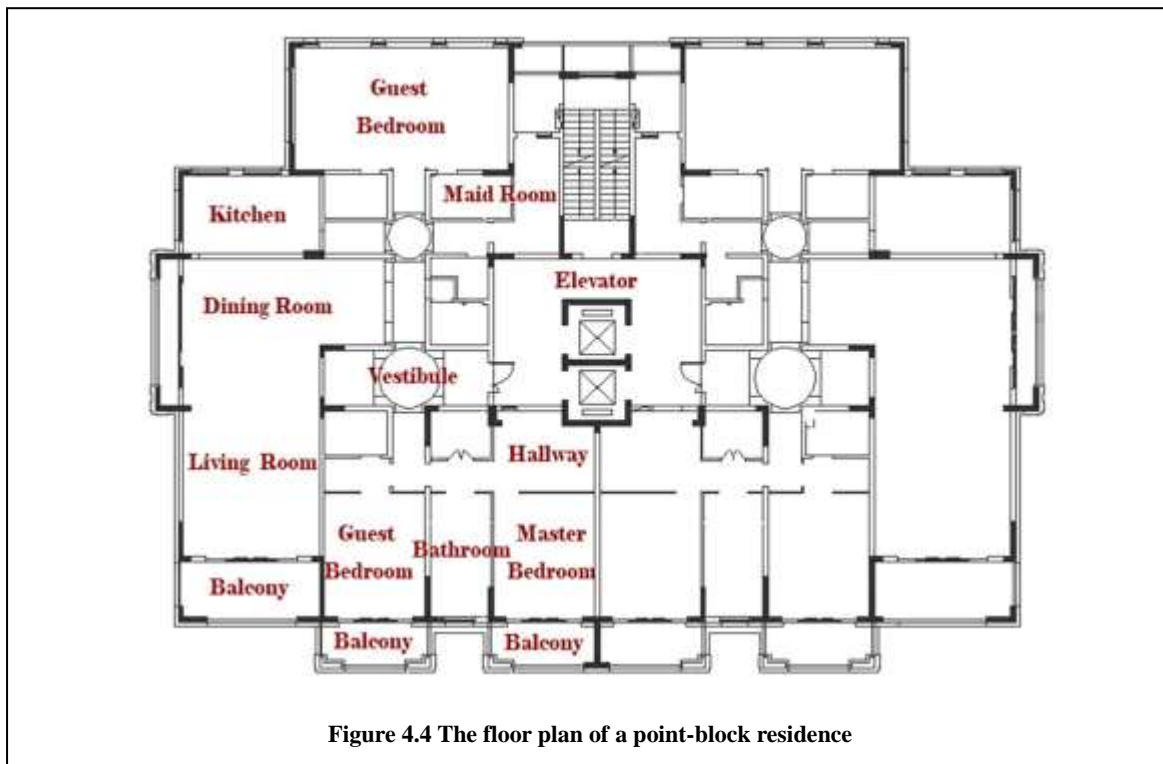 Guest
Bedroom
Maid Room
Kitchen
Elevator
Dining Room
Vestibule
Hallway
Living Room
Guest
Bedroom
Bathroom
Master
Bedroom
Balcony
Balcony
Balcony
Figure 4.4 The floor plan of a point-block residence